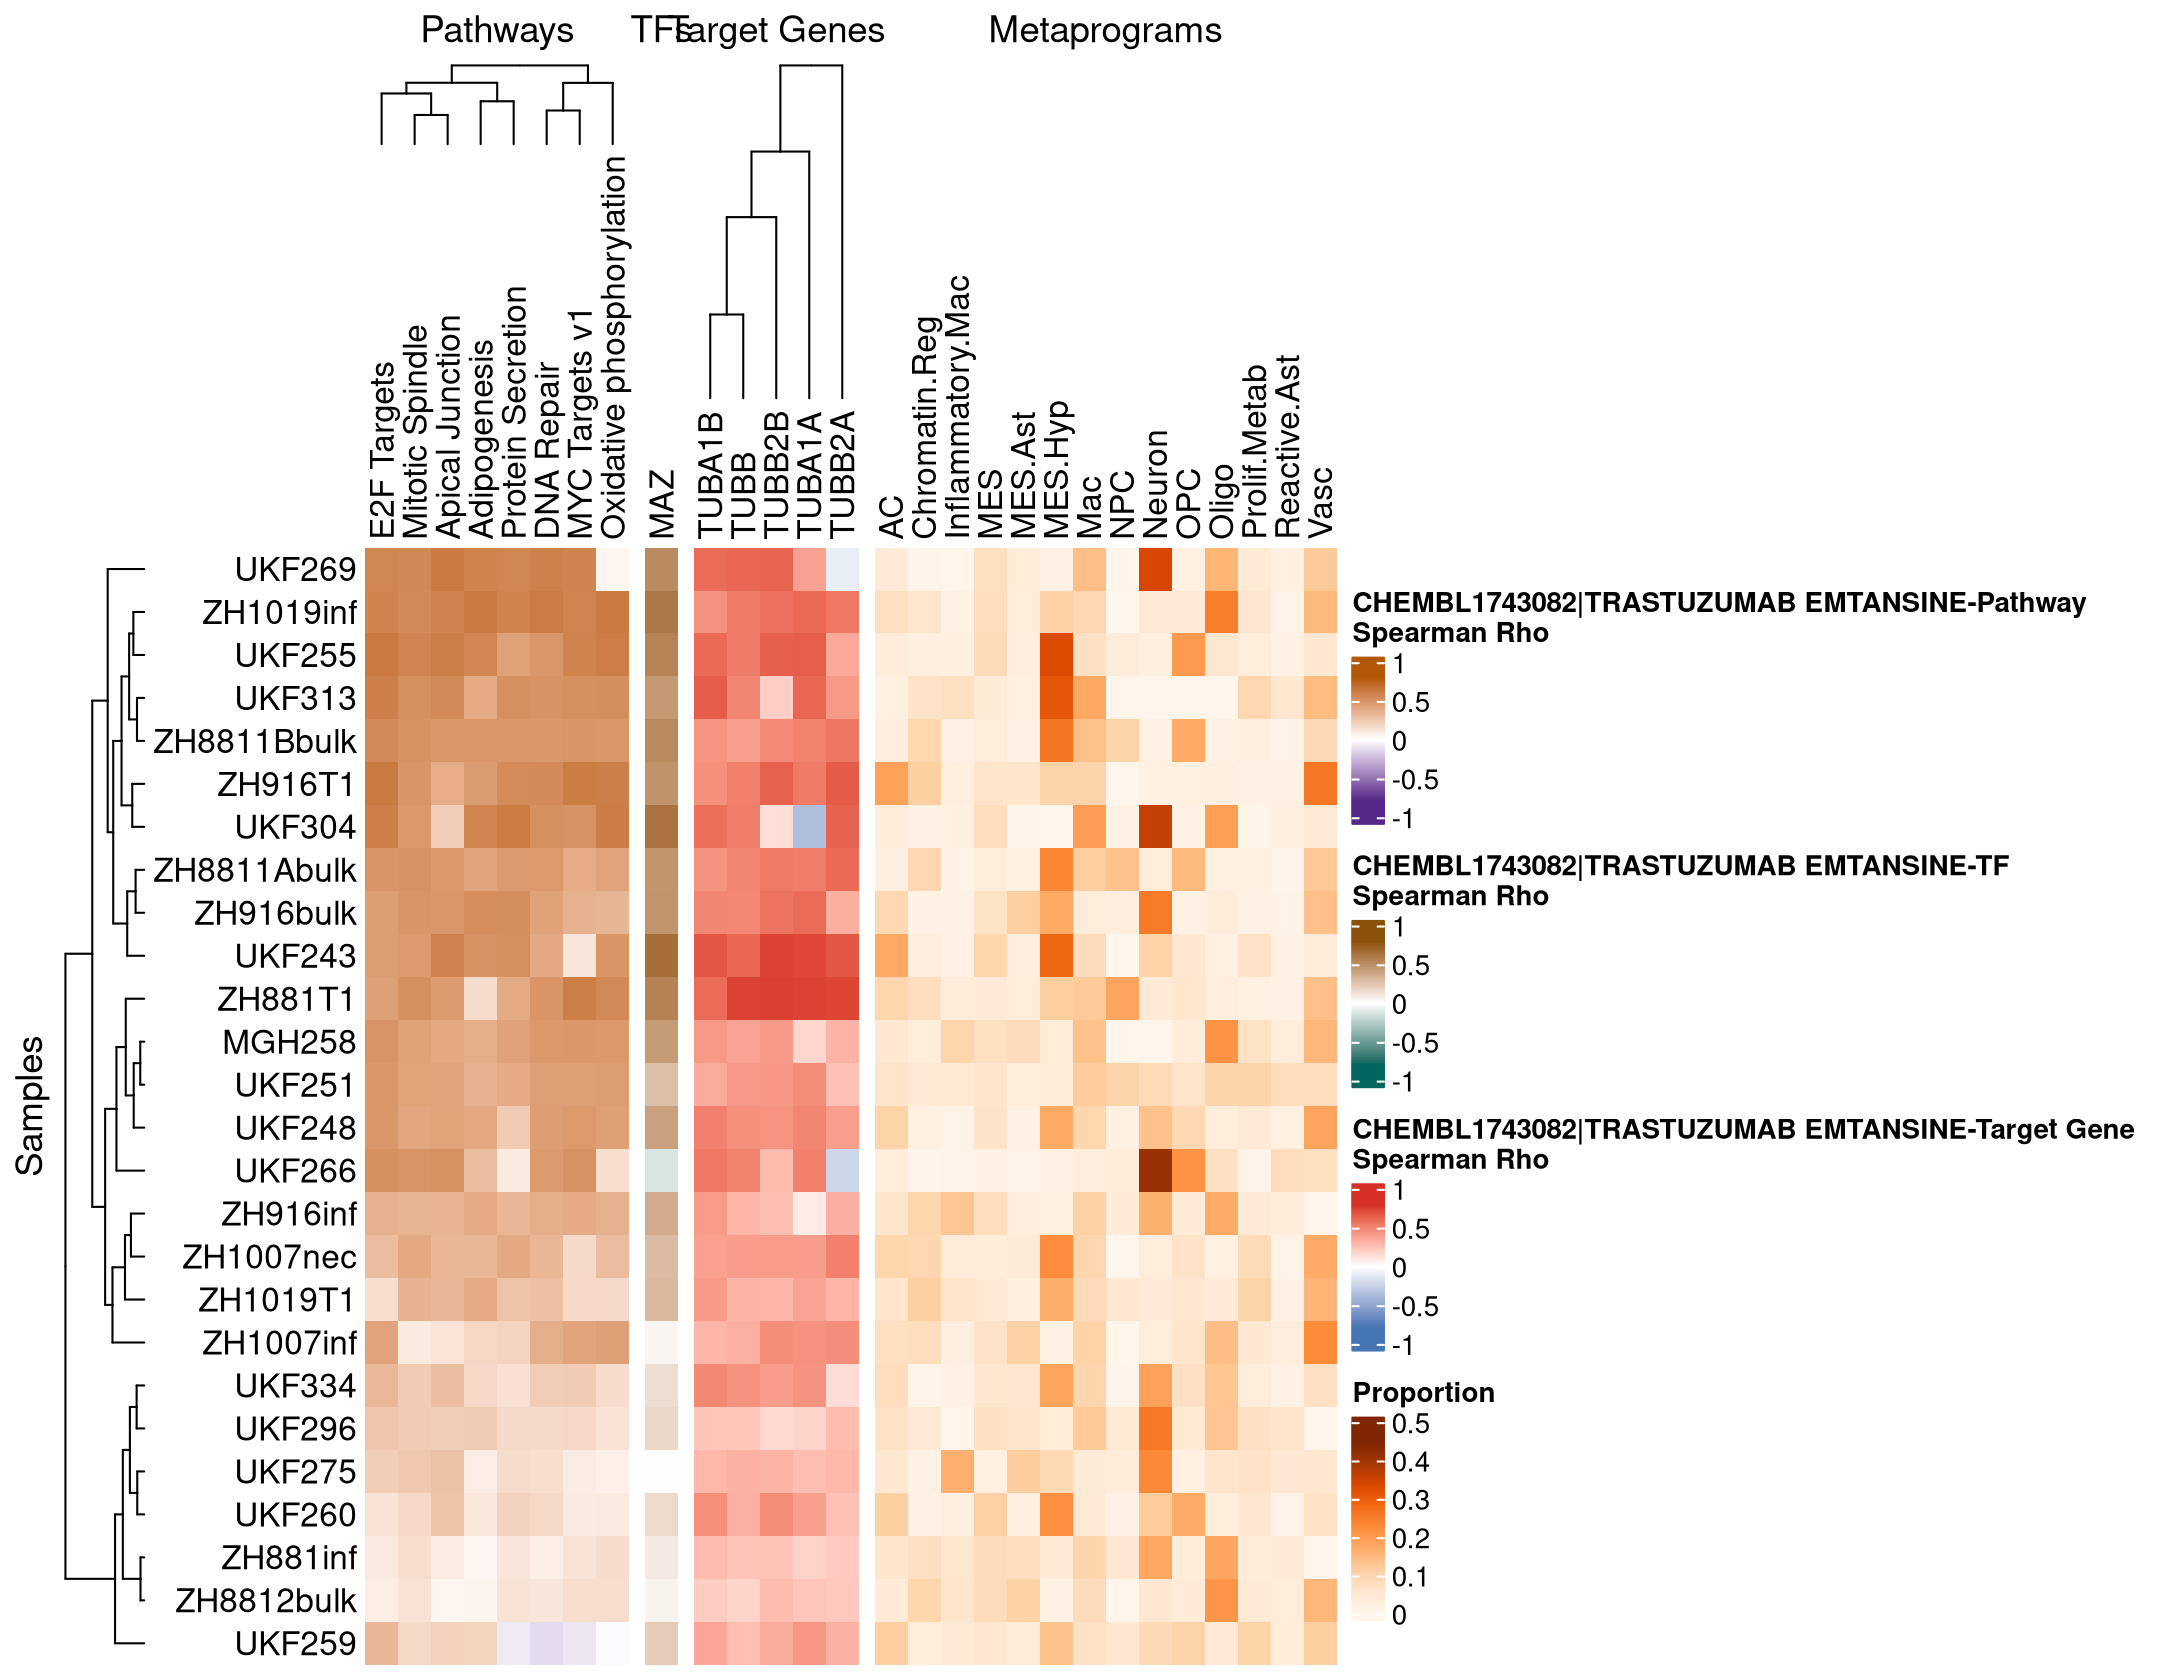 Pathways
TFs
Target Genes
Metaprograms
E2F Targets
Mitotic Spindle
Apical Junction
Adipogenesis
Protein Secretion
DNA Repair
MYC Targets v1
Oxidative phosphorylation
MAZ
TUBA1B
TUBB
TUBB2B
TUBA1A
TUBB2A
AC
Chromatin.Reg
Inflammatory.Mac
MES
MES.Ast
MES.Hyp
Mac
NPC
Neuron
OPC
Oligo
Prolif.Metab
Reactive.Ast
Vasc
Samples
UKF269
ZH1019inf
UKF255
UKF313
ZH8811Bbulk
ZH916T1
UKF304
ZH8811Abulk
ZH916bulk
UKF243
ZH881T1
MGH258
UKF251
UKF248
UKF266
ZH916inf
ZH1007nec
ZH1019T1
ZH1007inf
UKF334
UKF296
UKF275
UKF260
ZH881inf
ZH8812bulk
UKF259
CHEMBL1743082|TRASTUZUMAB EMTANSINE-Pathway
Spearman Rho
1
0.5
0
-0.5
-1
CHEMBL1743082|TRASTUZUMAB EMTANSINE-TF
Spearman Rho
1
0.5
0
-0.5
-1
CHEMBL1743082|TRASTUZUMAB EMTANSINE-Target Gene
Spearman Rho
1
0.5
0
-0.5
-1
Proportion
0.5
0.4
0.3
0.2
0.1
0